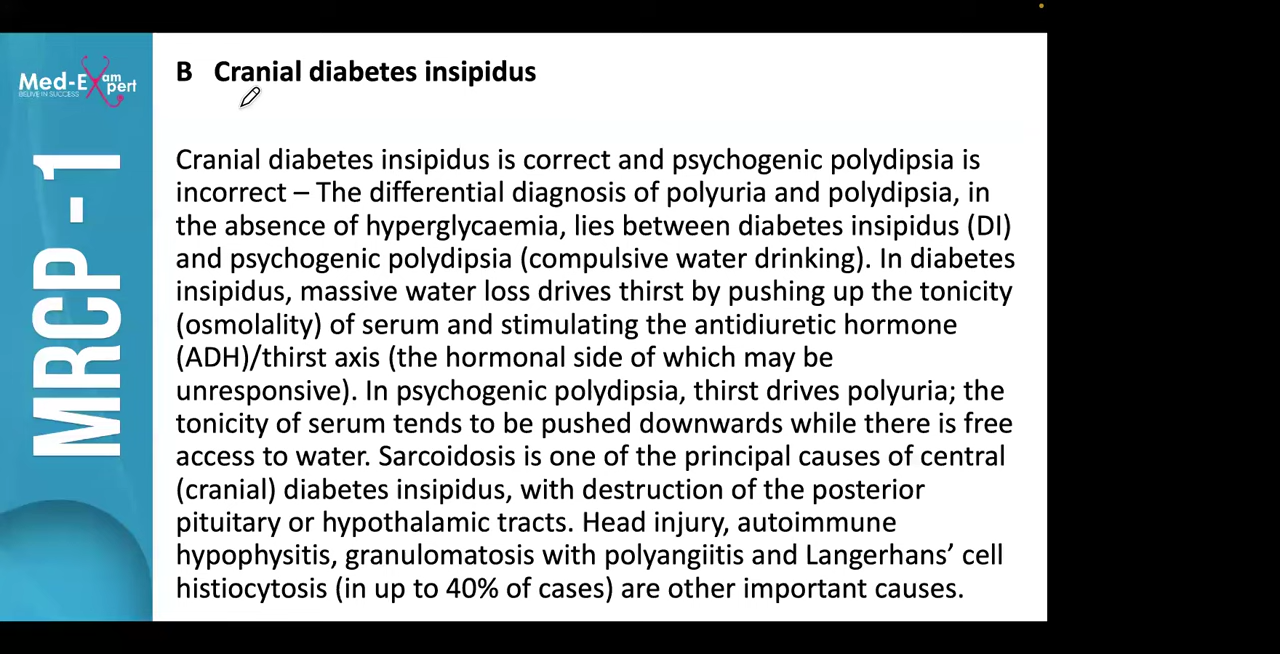 Med-Exam
pert
BELIVE IN SUCCESS
MRCP - 1
B Cranial diabetes insipidus
Cranial diabetes insipidus is correct and psychogenic polydipsia is
incorrect – The differential diagnosis of polyuria and polydipsia, in
the absence of hyperglycaemia, lies between diabetes insipidus (DI)
and psychogenic polydipsia (compulsive water drinking). In diabetes
insipidus, massive water loss drives thirst by pushing up the tonicity
(osmolality) of serum and stimulating the antidiuretic hormone
(ADH)/thirst axis (the hormonal side of which may be
unresponsive). In psychogenic polydipsia, thirst drives polyuria; the
tonicity of serum tends to be pushed downwards while there is free
access to water. Sarcoidosis is one of the principal causes of central
(cranial) diabetes insipidus, with destruction of the posterior
pituitary or hypothalamic tracts. Head injury, autoimmune
hypophysitis, granulomatosis with polyangiitis and Langerhans’ cell
histiocytosis (in up to 40% of cases) are other important causes.